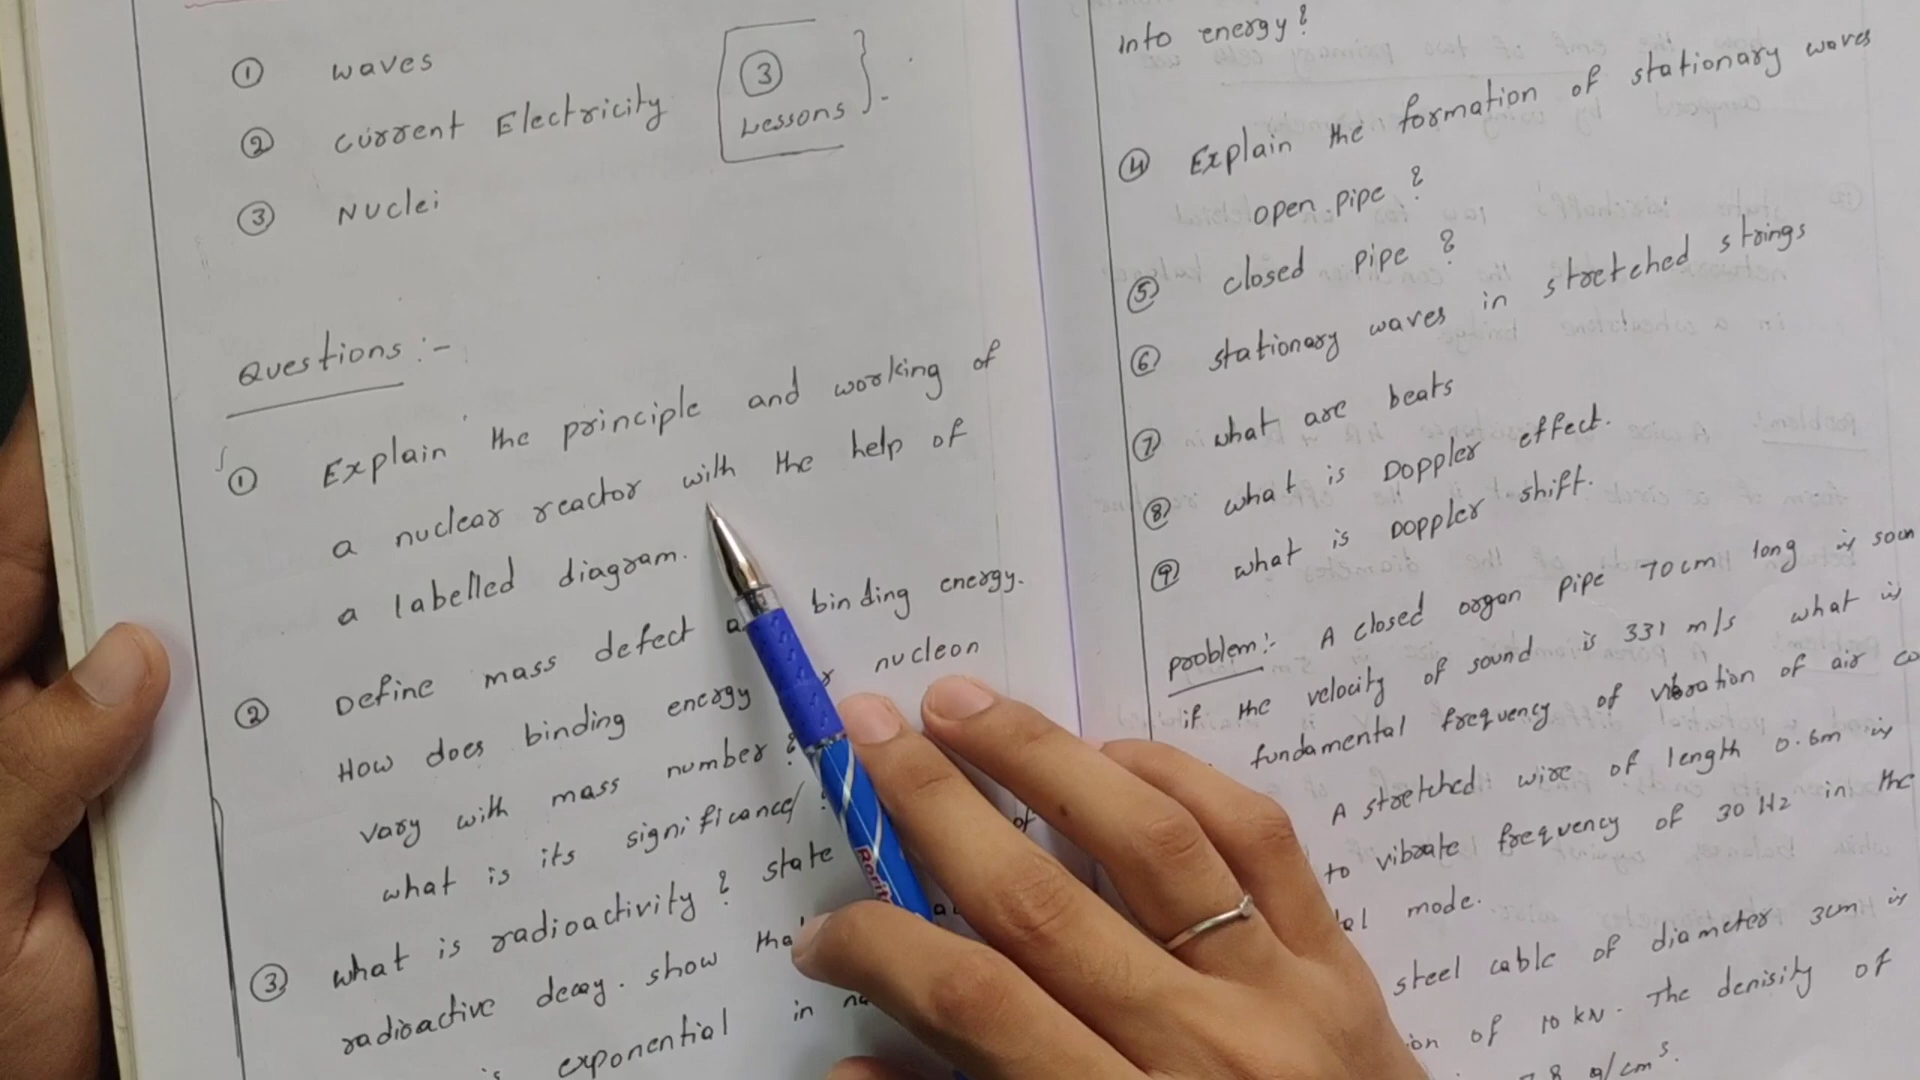 ① waves
② current Electricity
③ Nuclei
③
Lessons
Questions :-
① Explain the principle and working of
a nuclear reactor with the help of
a labelled diagram.
② Define mass defect binding energy.
How does binding energy nucleon
vary with mass number ?
what is its significance
③ what is radioactivity ? state of
radioactive decay. show
exponential in
into energy ?
④ Explain the formation of stationary waves
open pipe ?
⑤ closed pipe ?
⑥ stationary waves in stretched strings
⑦ what are beats
⑧ what is Doppler effect.
⑨ what is Doppler shift.
problem :- A closed organ pipe 70cm long is
if the velocity of sound is 331 m/s what is
fundamental frequency of vibration of air
A stretched wire of length 0.6m is
to vibrate frequency of 30 Hz in the
mode.
steel cable of diameter 3cm is
of 10 kN. The denisity of
g/cm
Rorito